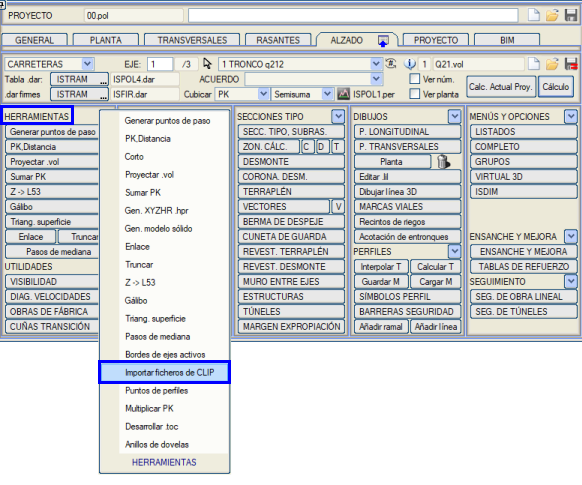 PROYECTO 00.pol
GENERAL PLANTA TRANSVERSALES RASANTES ALZADO PROYECTO BIM
CARRETERAS EJE: 1 /3 1 TRONCO q212 1 Q21.vol
Tabla .dar: ISTRAM ... ISPOL4.dar ACUERDO Ver núm.
.dar firmes ISTRAM ... ISFIR.dar Cubicar PK Semisuma ISPOL1.per Ver planta
Calc. Actual Proy. Cálculo
HERRAMIENTAS
Generar puntos de paso
PK,Distancia
Proyectar .vol
Sumar PK
Z -> L53
Gálibo
Triang. superficie
Enlace Truncar
Pasos de mediana
UTILIDADES
VISIBILIDAD
DIAG. VELOCIDADES
OBRAS DE FÁBRICA
CUÑAS TRANSICIÓN
Generar puntos de paso
PK,Distancia
Corto
Proyectar .vol
Sumar PK
Gen. XYZHR .hpr
Gen. modelo sólido
Enlace
Truncar
Z -> L53
Gálibo
Triang. superficie
Pasos de mediana
Bordes de ejes activos
Importar ficheros de CLIP
Puntos de perfiles
Multiplicar PK
Desarrollar .toc
Anillos de dovelas
HERRAMIENTAS
SECCIONES TIPO
SECC. TIPO, SUBRAS.
ZON. CÁLC. C D T
DESMONTE
CORONA. DESM.
TERRAPLÉN
VECTORES V
BERMA DE DESPEJE
CUNETA DE GUARDA
REVEST. TERRAPLÉN
REVEST. DESMONTE
MURO ENTRE EJES
ESTRUCTURAS
TÚNELES
MARGEN EXPROPIACIÓN
DIBUJOS
P. LONGITUDINAL
P. TRANSVERSALES
Planta
Editar .lil
Dibujar línea 3D
MARCAS VIALES
Recintos de riegos
Acotación de entronques
PERFILES
Interpolar T Calcular T
Guardar M Cargar M
SÍMBOLOS PERFIL
BARRERAS SEGURIDAD
Añadir ramal Añadir línea
MENÚS Y OPCIONES
LISTADOS
COMPLETO
GRUPOS
VIRTUAL 3D
ISDIM
ENSANCHE Y MEJORA
ENSANCHE Y MEJORA
TABLAS DE REFUERZO
SEGUIMIENTO
SEG. DE OBRA LINEAL
SEG. DE TÚNELES